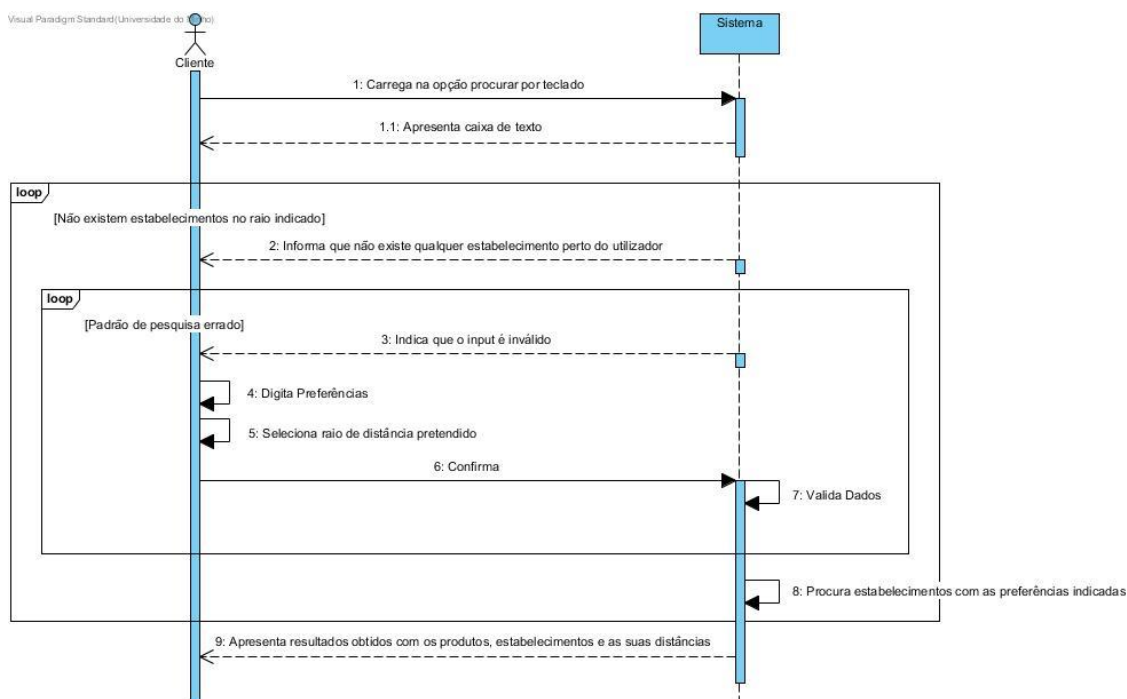 Visual Paradigm Standard(Universidade do
Sistema
Cliente
1: Carrega na opção procurar por teclado
1.1: Apresenta caixa de texto
loop
[Não existem estabelecimentos no raio indicado]
2: Informa que não existe qualquer estabelecimento perto do utilizador
loop
[Padrão de pesquisa errado]
3: Indica que o input é inválido
4: Digita Preferências
5: Seleciona raio de distância pretendido
6: Confirma
7: Valida Dados
8: Procura estabelecimentos com as preferências indicadas
9: Apresenta resultados obtidos com os produtos, estabelecimentos e as suas distâncias